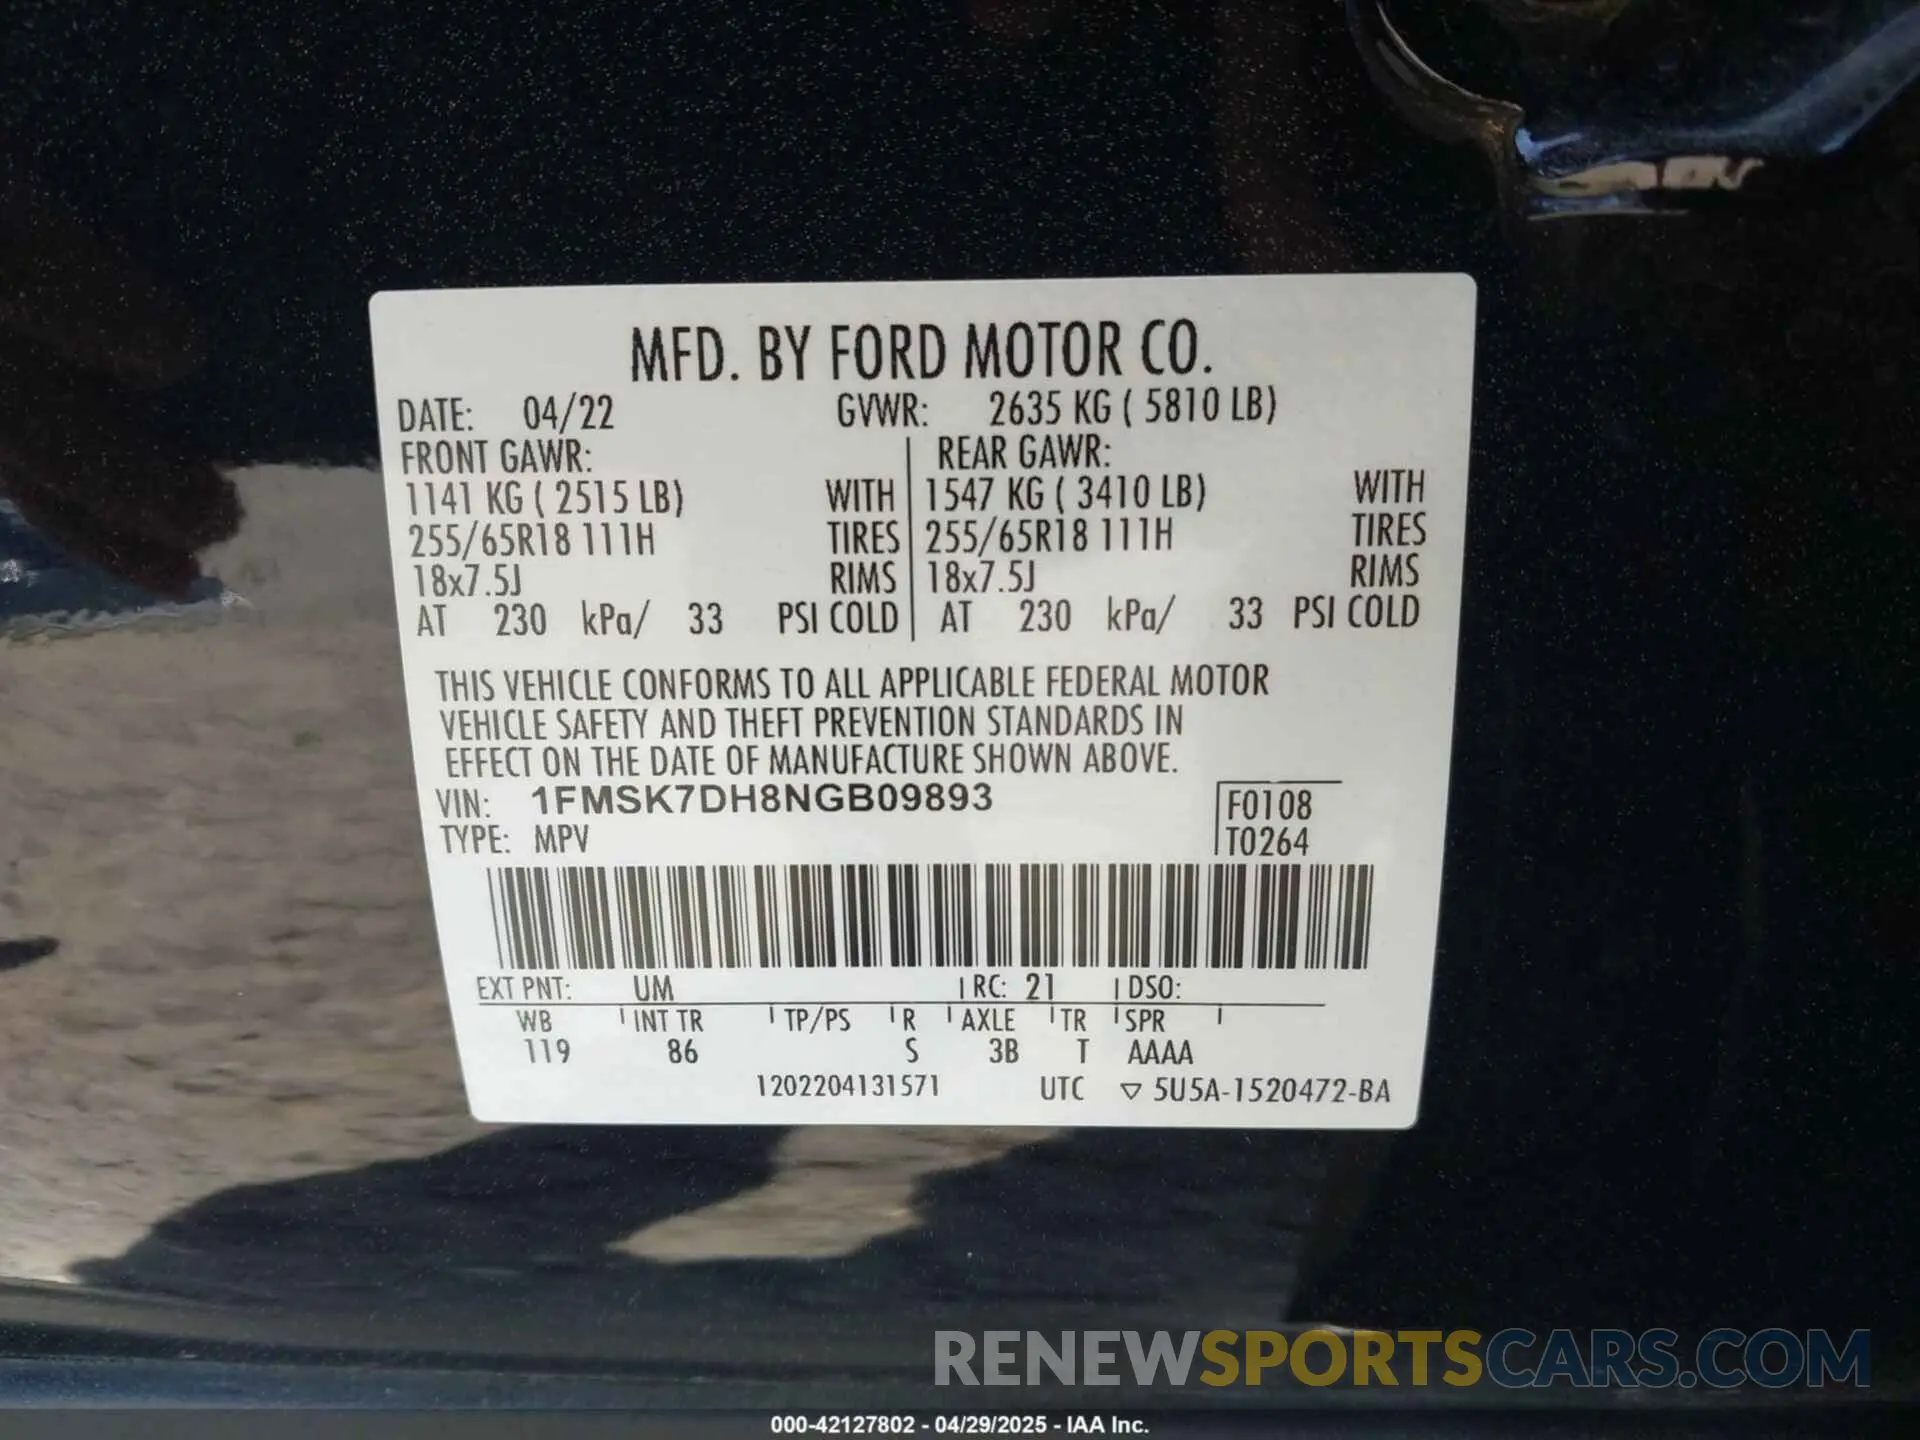 MFD. BY FORD MOTOR CO.
DATE: 04/22 GVWR: 2635 KG ( 5810 LB)
FRONT GAWR: REAR GAWR:
1141 KG ( 2515 LB) WITH 1547 KG ( 3410 LB) WITH
255/65R18 111H TIRES 255/65R18 111H TIRES
18x7.5J RIMS 18x7.5J RIMS
AT 230 kPa/ 33 PSI COLD AT 230 kPa/ 33 PSI COLD
THIS VEHICLE CONFORMS TO ALL APPLICABLE FEDERAL MOTOR
VEHICLE SAFETY AND THEFT PREVENTION STANDARDS IN
EFFECT ON THE DATE OF MANUFACTURE SHOWN ABOVE.
VIN: 1FMSK7DH8NGB09893 F0108
TYPE: MPV T0264
EXT PNT: UM RC: 21 DSO:
WB INT TR TP/PS R AXLE TR SPR
119 86 S 3B T AAAA
1202204131571 UTC ▽ 5U5A-1520472-BA
RENEWSPORTSCARS.COM
000-42127802 - 04/29/2025 - IAA Inc.